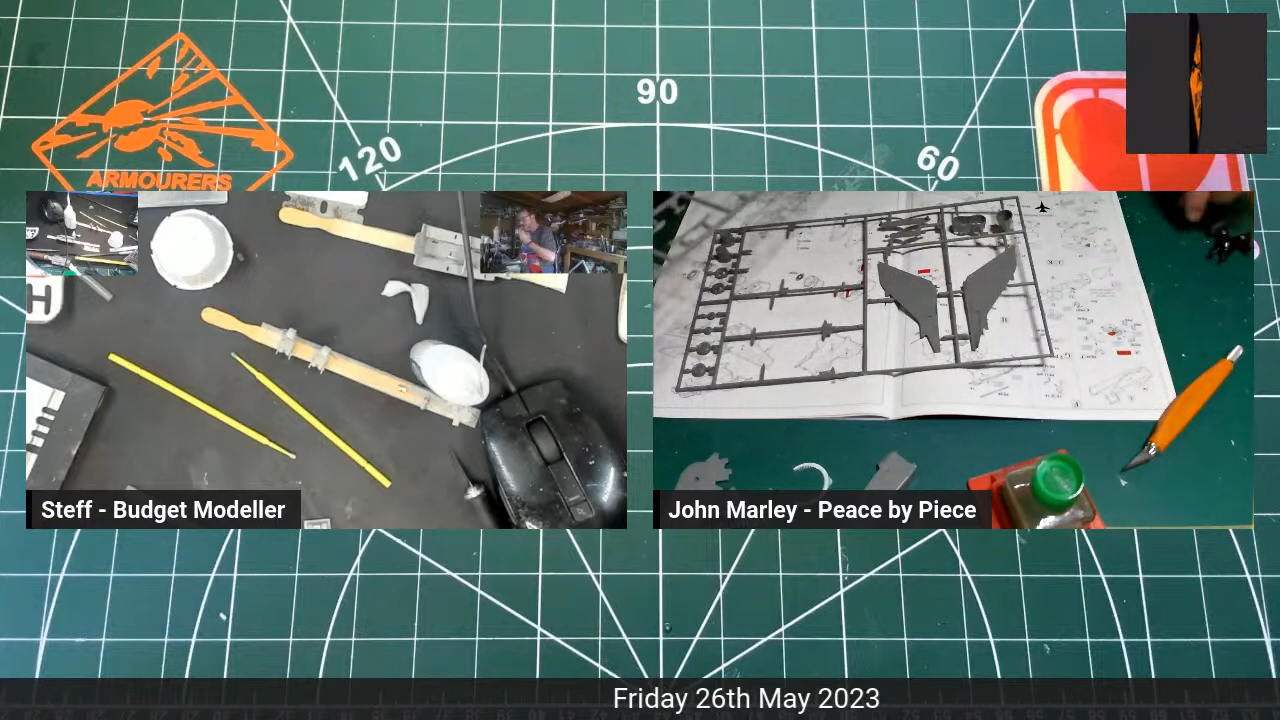 90
120
60
ARMOURERS
H
Steff - Budget Modeller
John Marley - Peace by Piece
Friday 26th May 2023